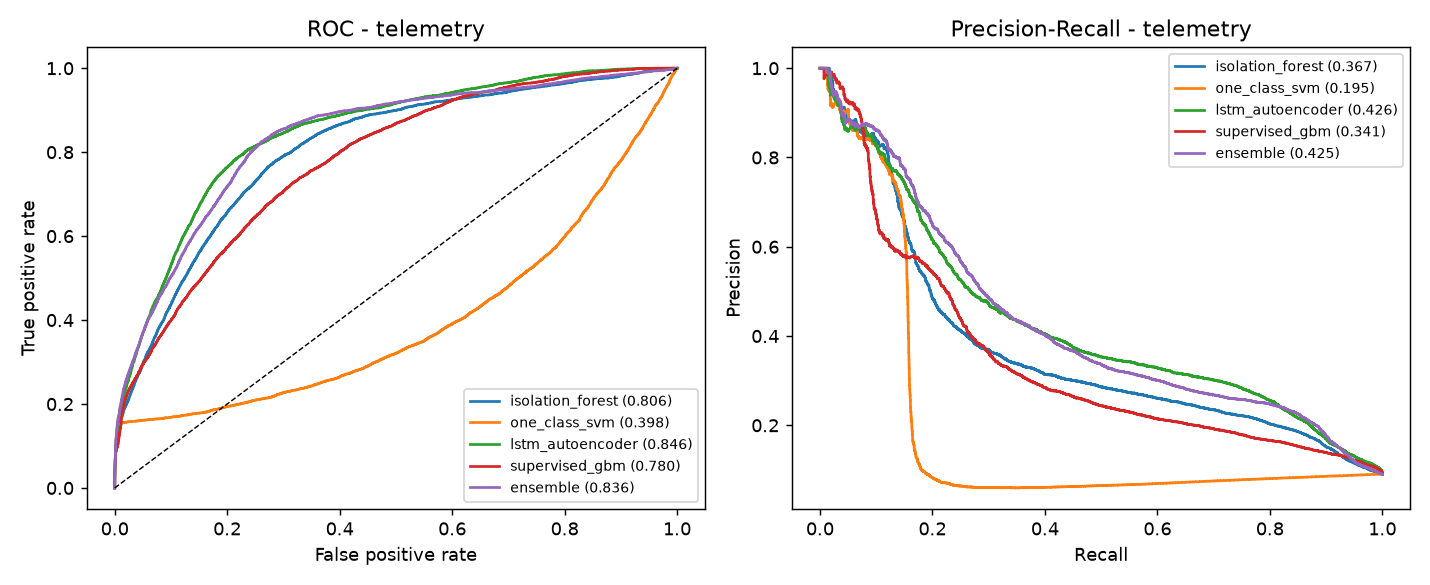 ROC - telemetry
True positive rate
1.0
0.8
0.6
0.4
0.2
0.0
isolation_forest (0.806)
one_class_svm (0.398)
lstm_autoencoder (0.846)
supervised_gbm (0.780)
ensemble (0.836)
0.0 0.2 0.4 0.6 0.8 1.0
False positive rate
Precision-Recall - telemetry
Precision
1.0
0.8
0.6
0.4
0.2
isolation_forest (0.367)
one_class_svm (0.195)
lstm_autoencoder (0.426)
supervised_gbm (0.341)
ensemble (0.425)
0.0 0.2 0.4 0.6 0.8 1.0
Recall